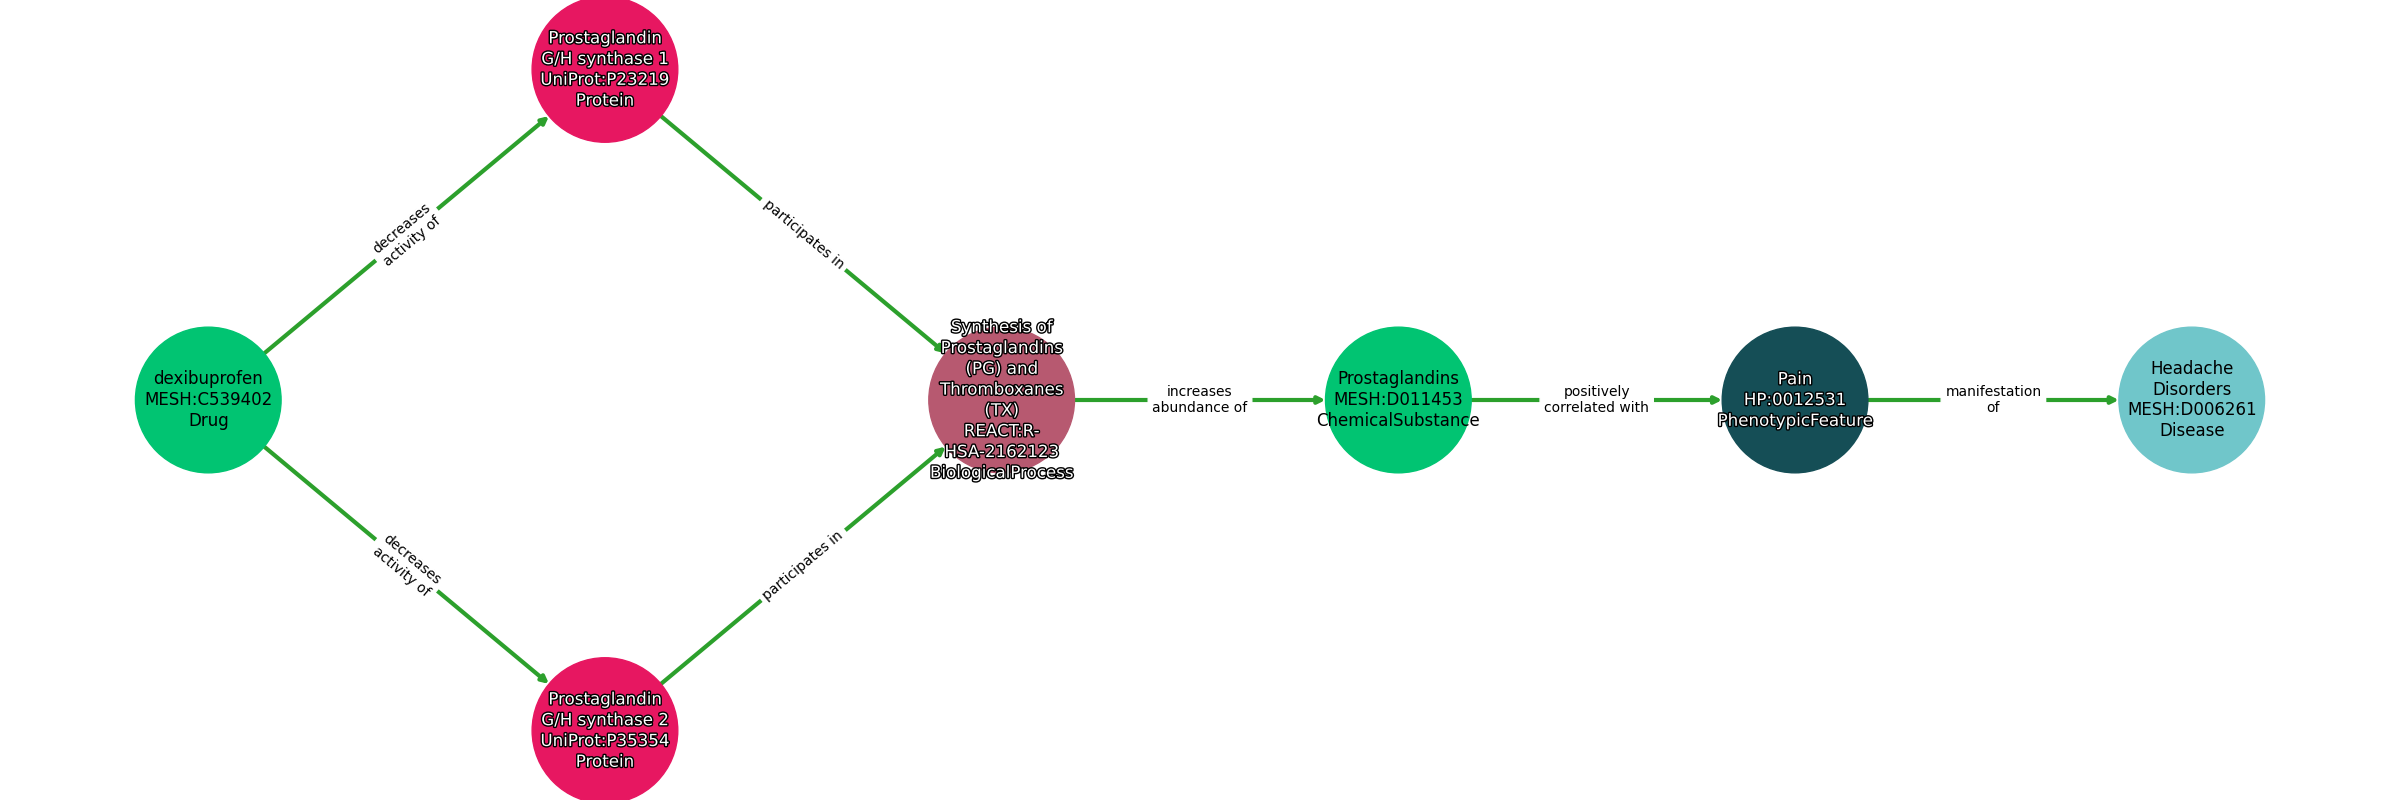 Prostaglandin
G/H synthase 1
UniProt:P23219
Protein
decreases
activity of
participates in
dexibuprofen
MESH:C539402
Drug
Synthesis of
Prostaglandins
(PG) and
Thromboxanes
(TX)
REACT:R-
HSA-2162123
BiologicalProcess
increases
abundance of
Prostaglandins
MESH:D011453
ChemicalSubstance
positively
correlated with
Pain
HP:0012531
PhenotypicFeature
manifestation
of
Headache
Disorders
MESH:D006261
Disease
decreases
activity of
participates in
Prostaglandin
G/H synthase 2
UniProt:P35354
Protein